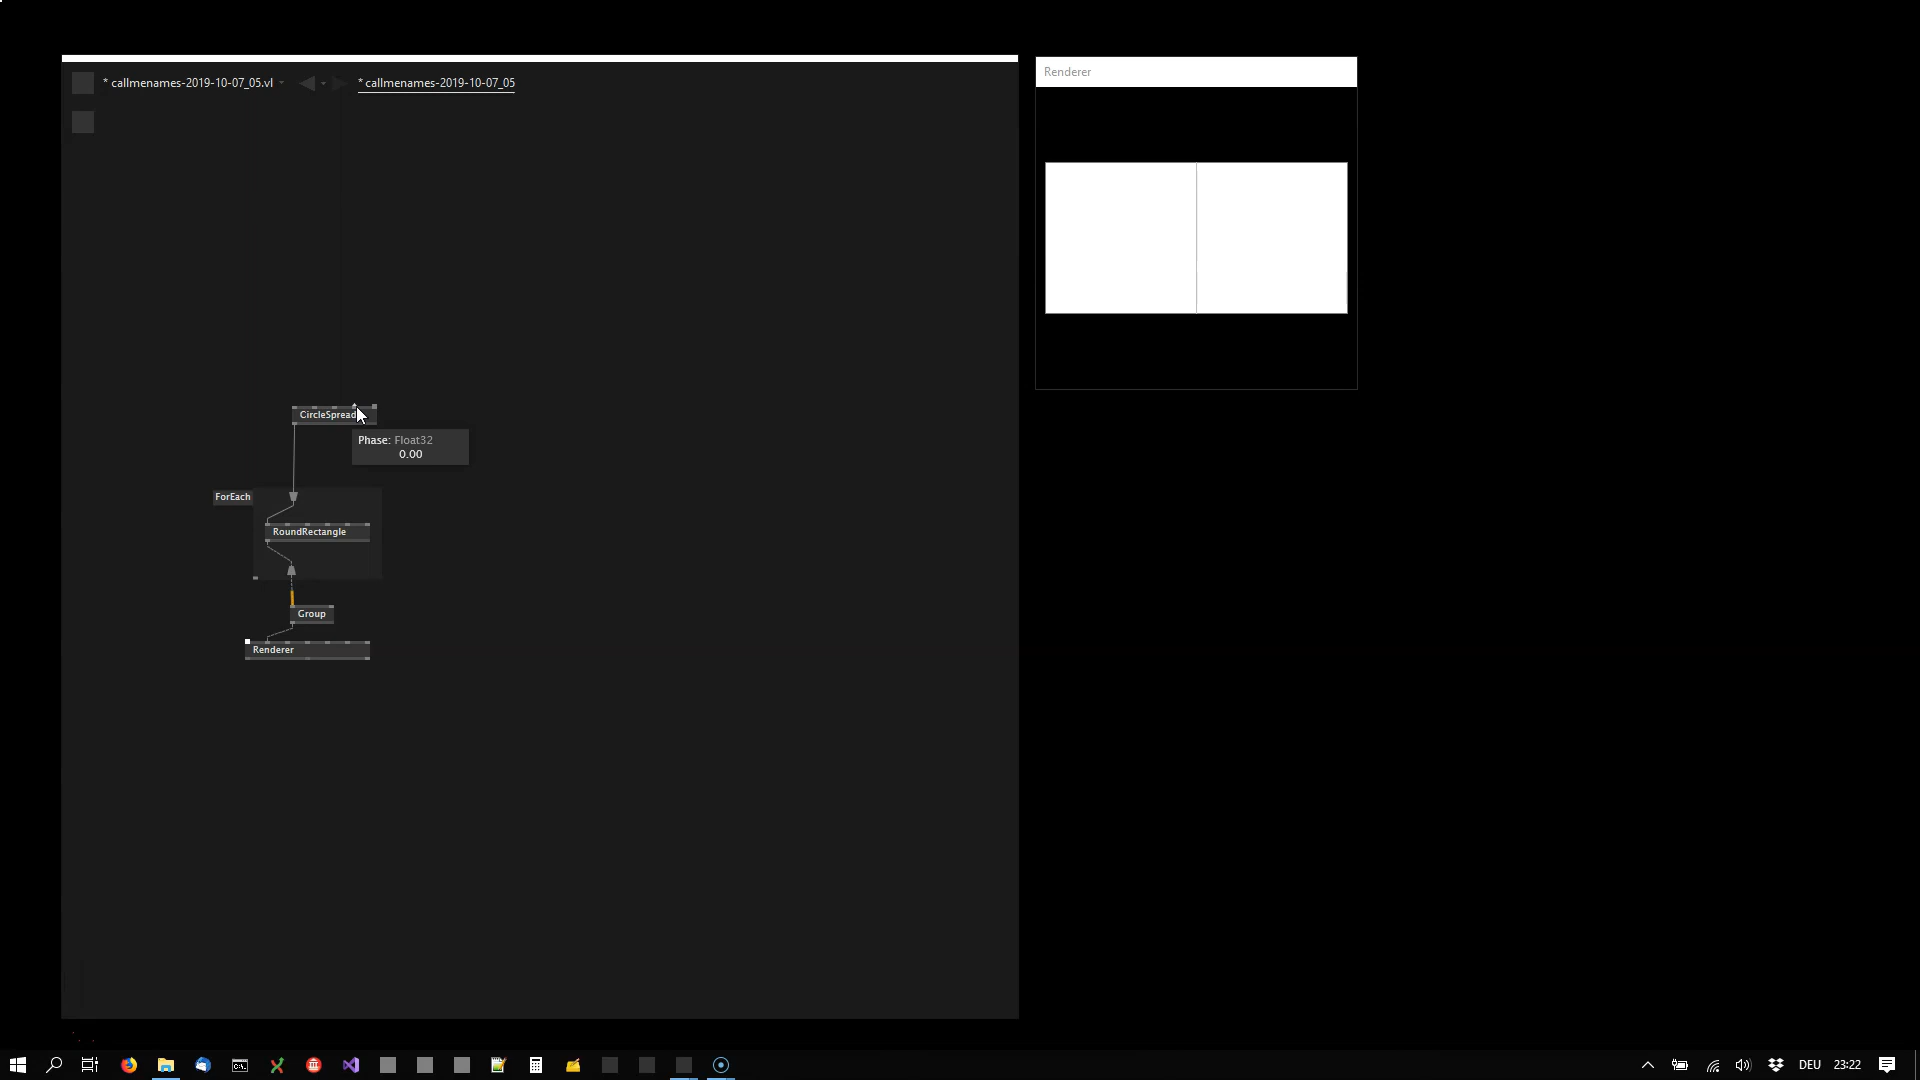 * callmenames-2019-10-07_05.vl
* callmenames-2019-10-07_05
Renderer
CircleSpread
Phase: Float32
0.00
ForEach
RoundRectangle
Group
Renderer
DEU
23:22